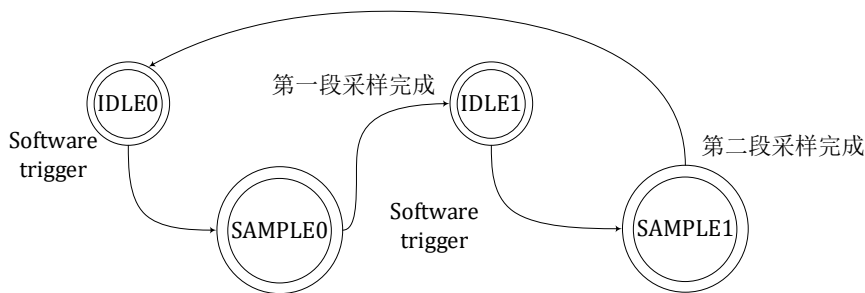 IDLE0
第一段采样完成
IDLE1
Software
trigger
第二段采样完成
SAMPLE0
Software
trigger
SAMPLE1